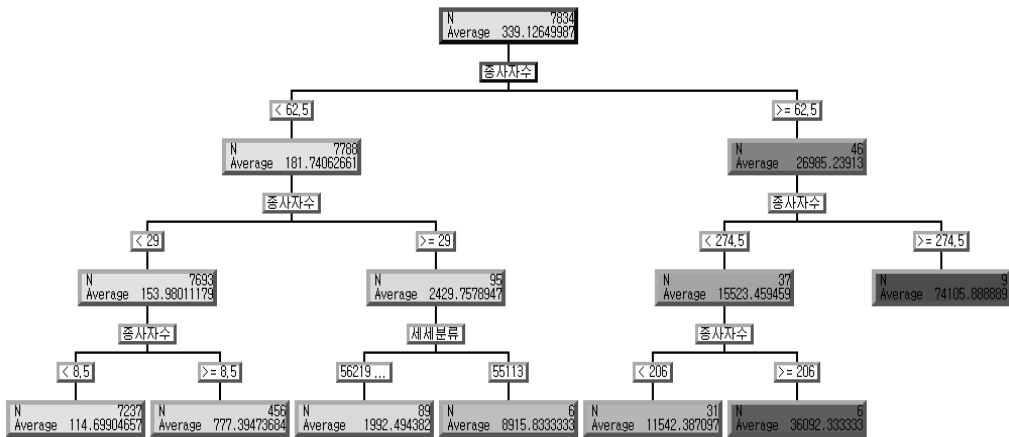 N 7834
Average 339.12649987
종사자수
< 62,5
>= 62,5
N 7788
Average 181.74062661
N 46
Average 26985.23913
종사자수
종사자수
< 29
>= 29
< 274,5
>= 274,5
N 7693
Average 153.98011179
N 95
Average 2429.7578947
N 37
Average 15523.459459
N 9
Average 74105.888889
종사자수
세세분류
종사자수
< 8,5
>= 8,5
56219 ...
55113
< 206
>= 206
N 7237
Average 114.69904657
N 456
Average 777.39473684
N 89
Average 1992.494382
N 6
Average 8915.8333333
N 31
Average 11542.387097
N 6
Average 36092.333333